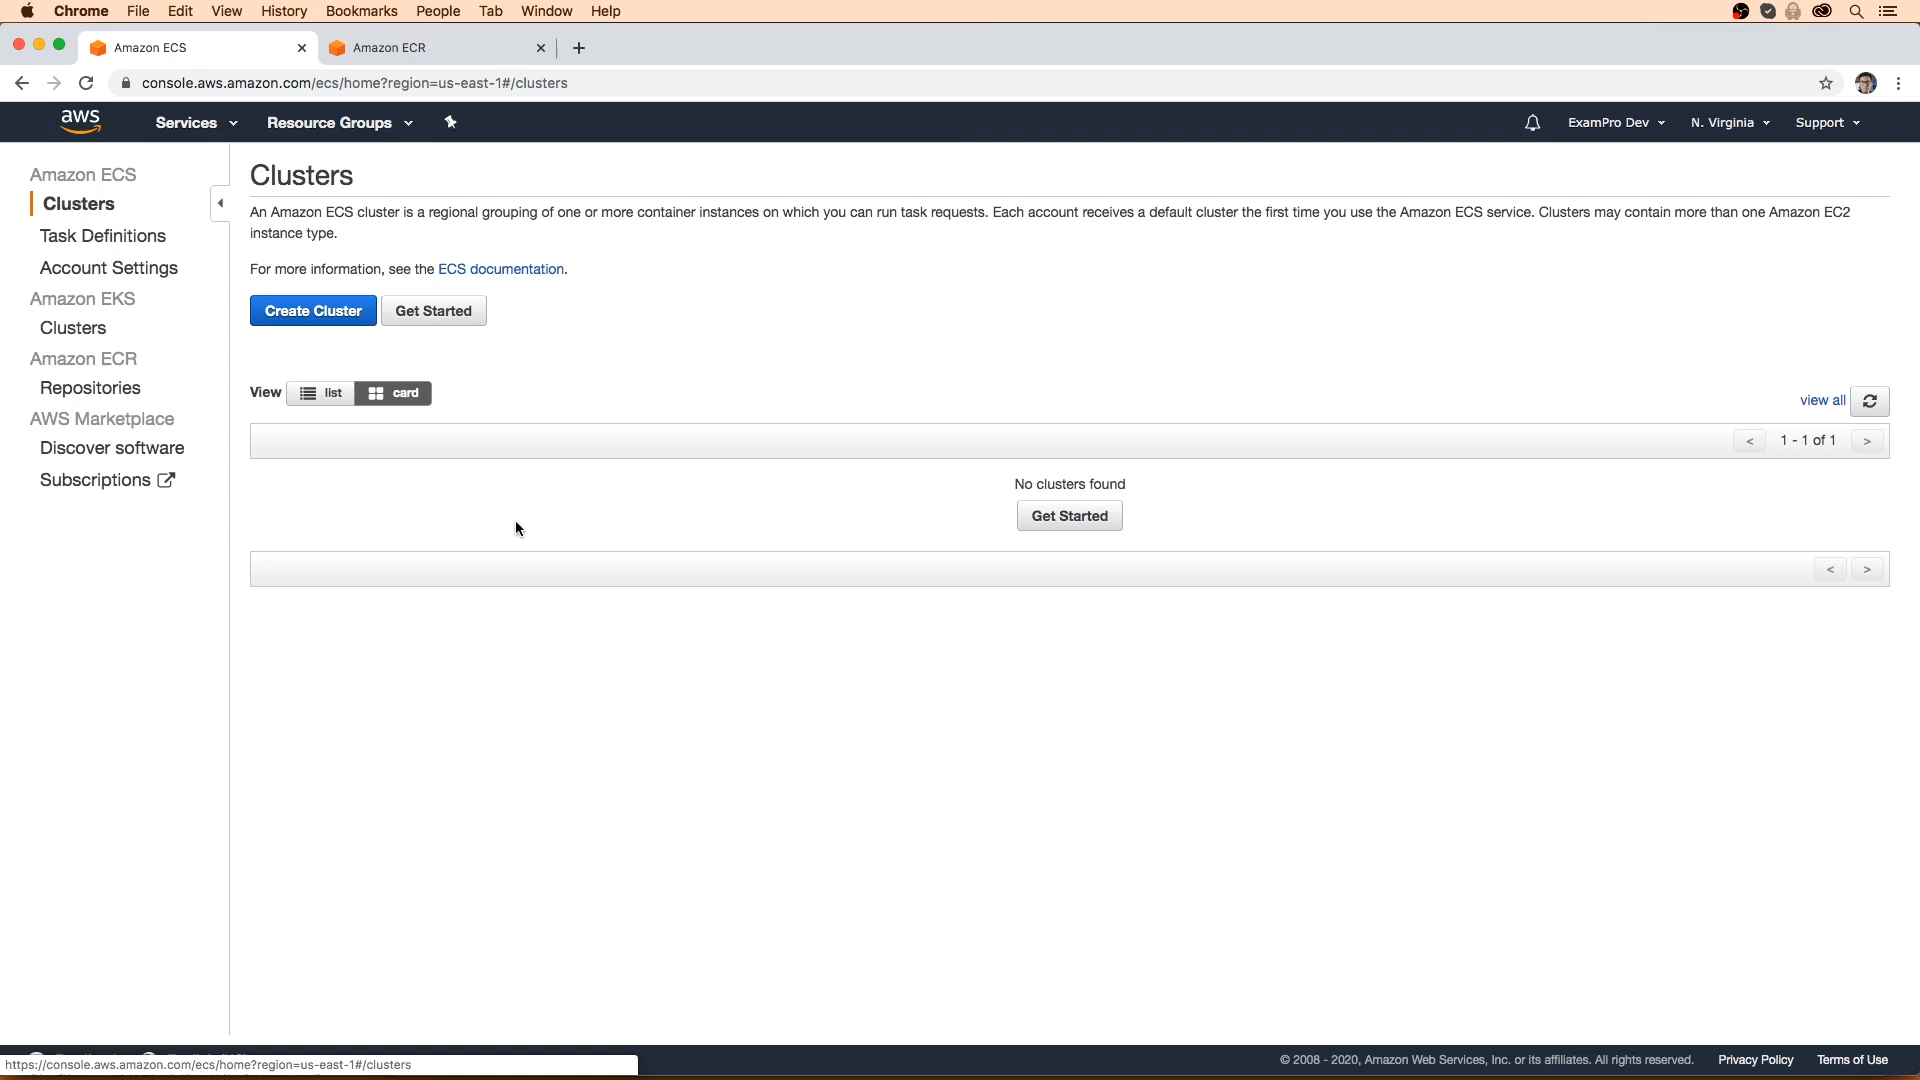 Chrome File Edit View History Bookmarks People Tab Window Help
Amazon ECS
Amazon ECR
console.aws.amazon.com/ecs/home?region=us-east-1#/clusters
aws Services Resource Groups ExamPro Dev N. Virginia Support
Amazon ECS
Clusters
Task Definitions
Account Settings
Amazon EKS
Clusters
Amazon ECR
Repositories
AWS Marketplace
Discover software
Subscriptions
Clusters
An Amazon ECS cluster is a regional grouping of one or more container instances on which you can run task requests. Each account receives a default cluster the first time you use the Amazon ECS service. Clusters may contain more than one Amazon EC2
instance type.
For more information, see the ECS documentation.
Create Cluster Get Started
View list card
view all
< 1 - 1 of 1 >
No clusters found
Get Started
< >
https://console.aws.amazon.com/ecs/home?region=us-east-1#/clusters
© 2008 - 2020, Amazon Web Services, Inc. or its affiliates. All rights reserved. Privacy Policy Terms of Use